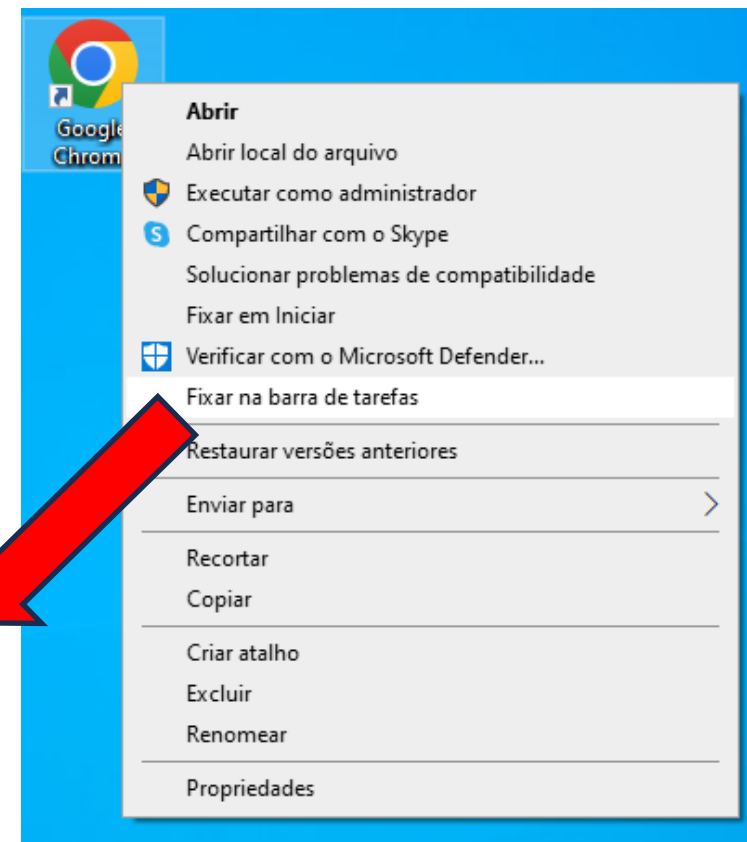 Google
Chrom
Abrir
Abrir local do arquivo
Executar como administrador
Compartilhar com o Skype
Solucionar problemas de compatibilidade
Fixar em Iniciar
Verificar com o Microsoft Defender...
Fixar na barra de tarefas
Restaurar versões anteriores
Enviar para
Recortar
Copiar
Criar atalho
Excluir
Renomear
Propriedades